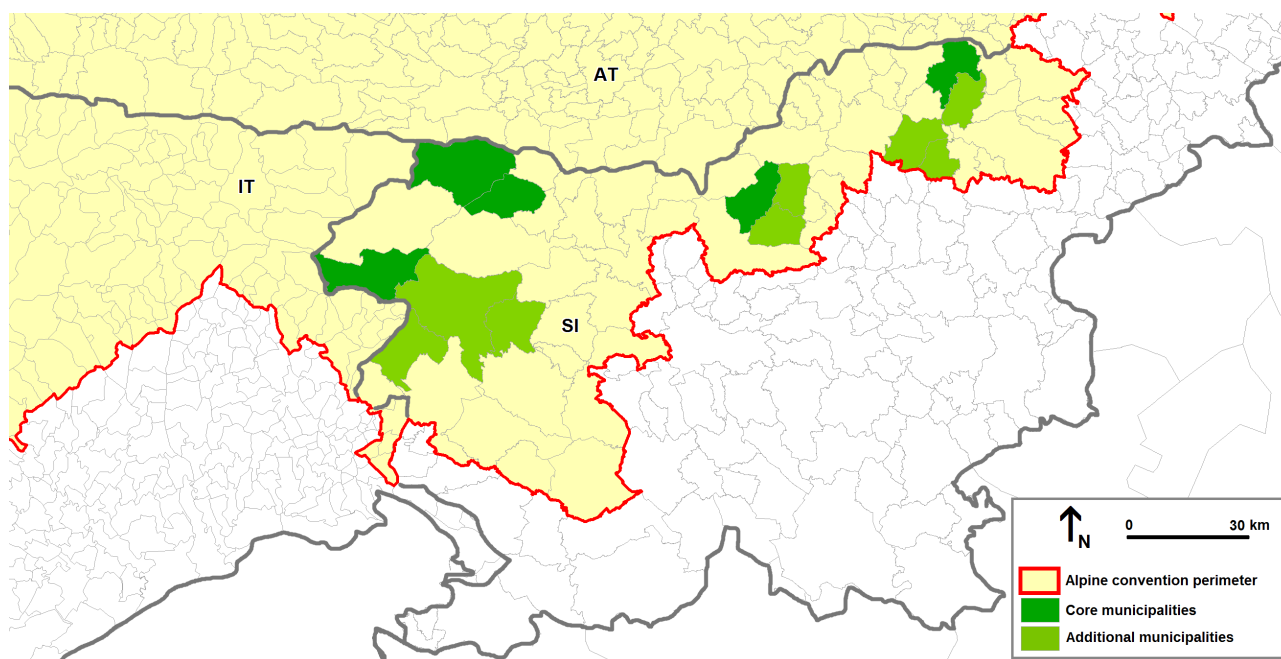 AT
IT
SI
0 30 km
N
Alpine convention perimeter
Core municipalities
Additional municipalities